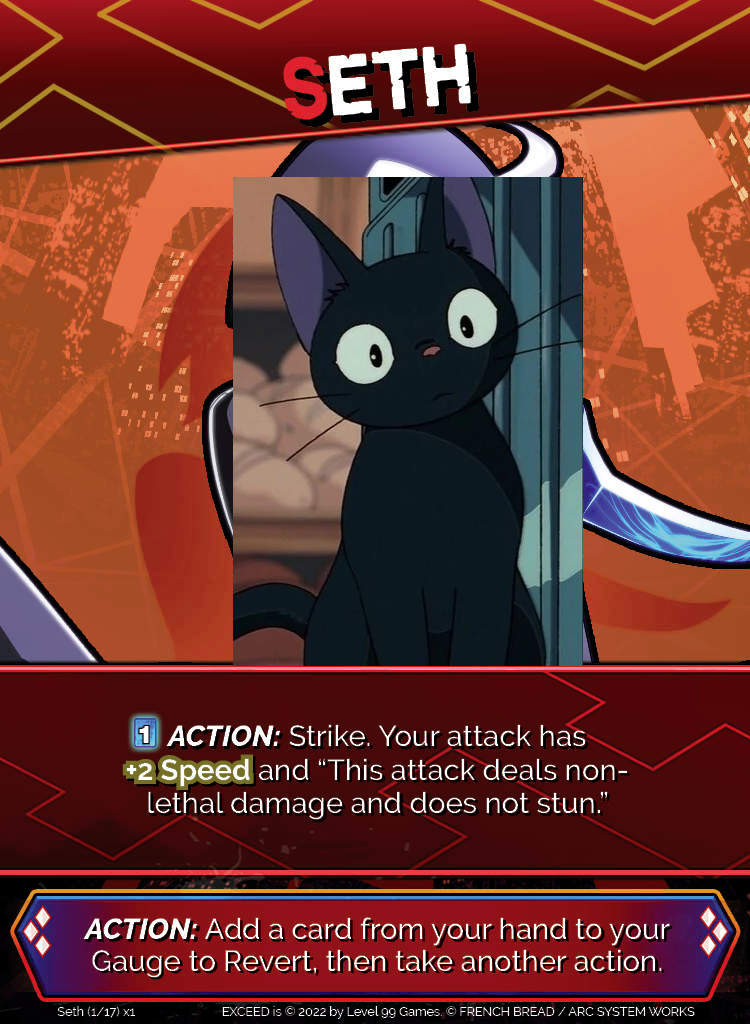 SETH
1 ACTION: Strike. Your attack has
+2 Speed and “This attack deals non-
lethal damage and does not stun.”
ACTION: Add a card from your hand to your
Gauge to Revert, then take another action.
Seth (1/17) x1 EXCEED is © 2022 by Level 99 Games. © FRENCH BREAD / ARC SYSTEM WORKS